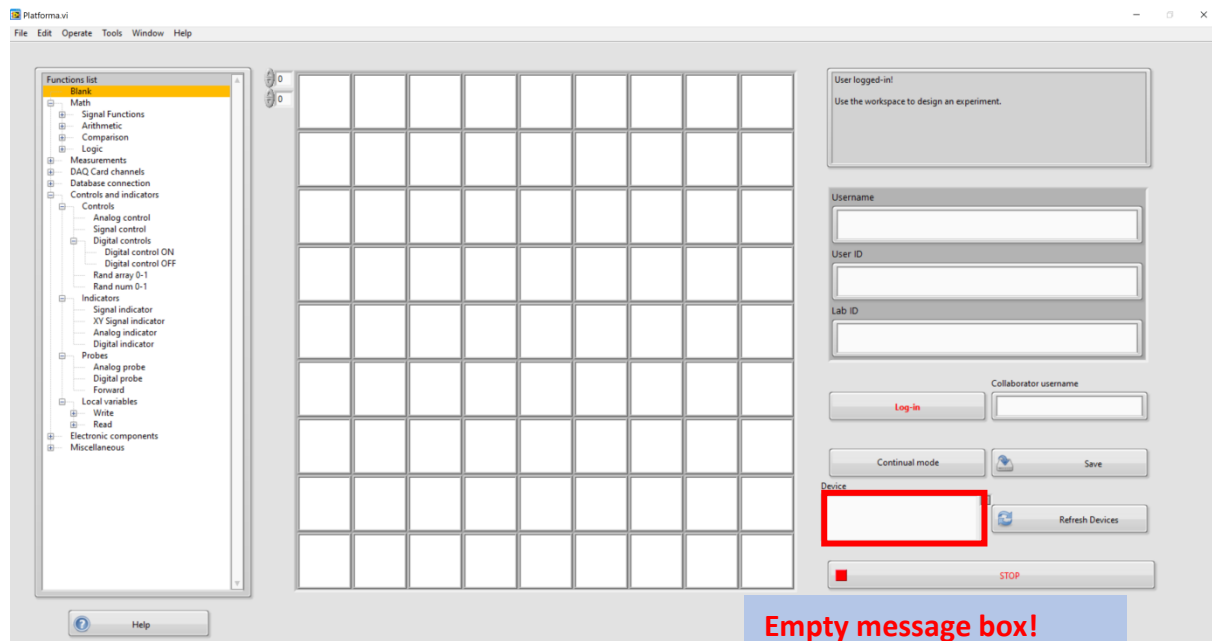 Platforma.vi
File Edit Operate Tools Window Help
Functions list
Blank
Math
Signal Functions
Arithmetic
Comparison
Logic
Measurements
DAQ Card channels
Database connection
Controls and indicators
Controls
Analog control
Signal control
Digital controls
Digital control ON
Digital control OFF
Rand array 0-1
Rand num 0-1
Indicators
Signal indicator
XY Signal indicator
Analog indicator
Digital indicator
Probes
Analog probe
Digital probe
Forward
Local variables
Write
Read
Electronic components
Miscellaneous
Help
0
0
User logged-in!
Use the workspace to design an experiment.
Username
User ID
Lab ID
Collaborator username
Log-in
Continual mode
Save
Device
Refresh Devices
STOP
Empty message box!